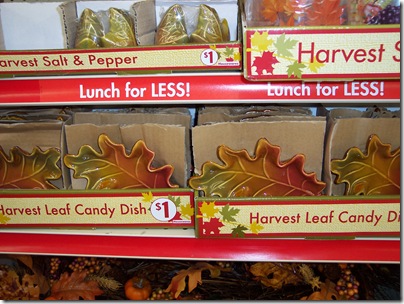 Harvest Salt & Pepper $1
Harvest S
Lunch for LESS!
Lunch for LESS!
Harvest Leaf Candy Dish $1
Harvest Leaf Candy Di